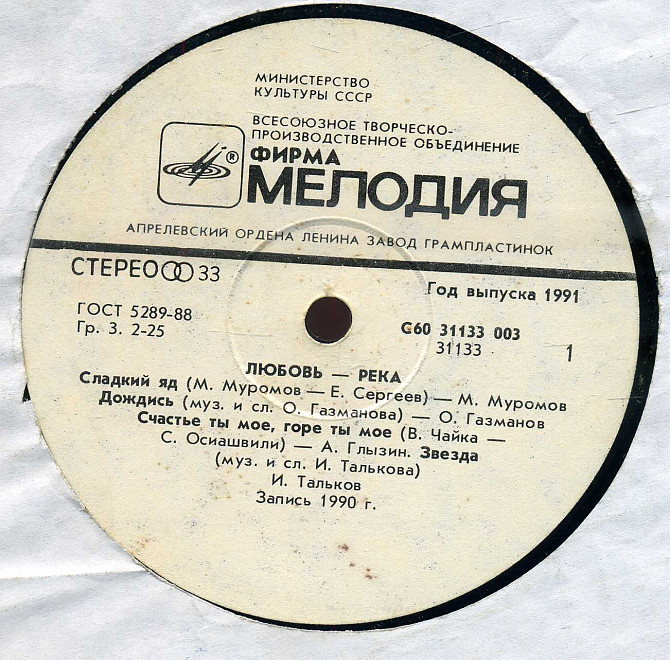 МИНИСТЕРСТВО
КУЛЬТУРЫ СССР
ВСЕСОЮЗНОЕ ТВОРЧЕСКО-
ПРОИЗВОДСТВЕННОЕ ОБЪЕДИНЕНИЕ
®
ФИРМА
МЕЛОДИЯ
АПРЕЛЕВСКИЙ ОРДЕНА ЛЕНИНА ЗАВОД ГРАМПЛАСТИНОК
СТЕРЕО 33
Год выпуска 1991
ГОСТ 5289-88
Гр. 3. 2-25
С60 31133 003
31133
1
ЛЮБОВЬ — РЕКА
Сладкий яд (М. Муромов — Е. Сергеев) — М. Муромов
Дождись (муз. и сл. О. Газманова) — О. Газманов
Счастье ты мое, горе ты мое (В. Чайка —
С. Осиашвили) — А. Глызин. Звезда
(муз. и сл. И. Талькова)
И. Тальков
Запись 1990 г.